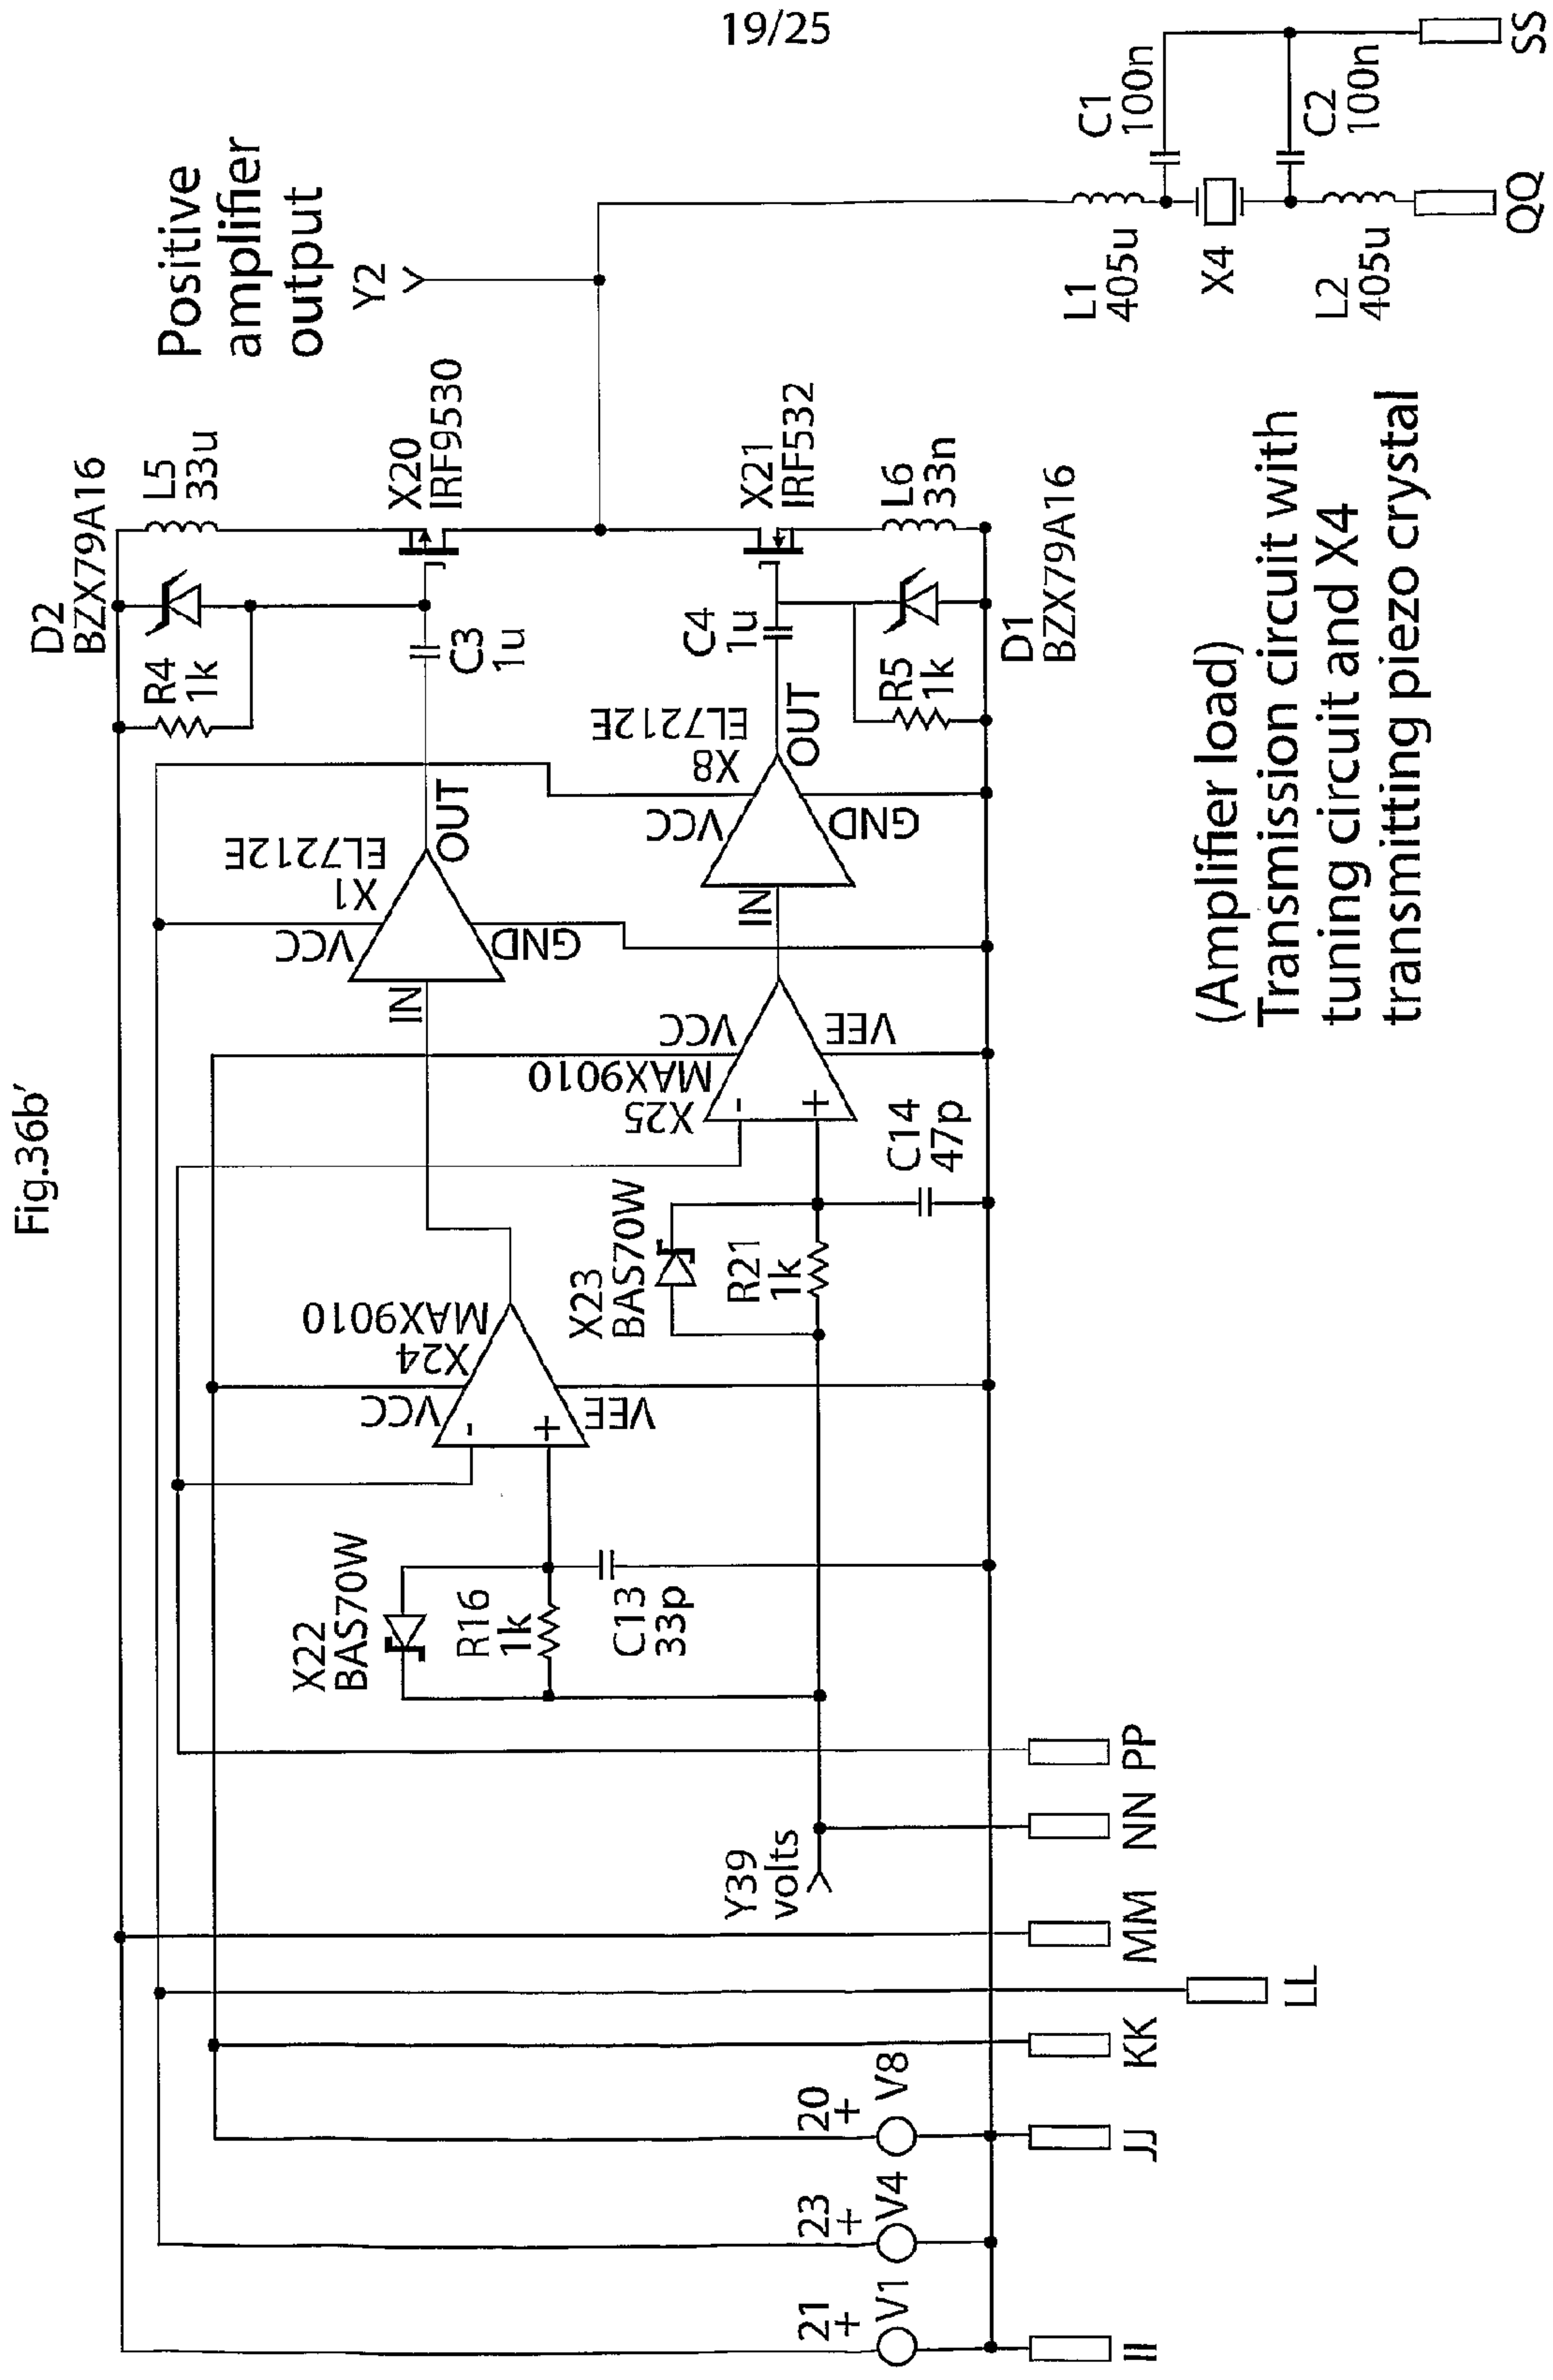 19/25
Fig.36b'
Positive
amplifier
output
Y2
D2
BZX79A16
L5
33u
R4
1k
X20
IRF9530
C3
1u
X1
EL7212E
VCC
IN
OUT
GND
X8
EL7212E
VCC
IN
OUT
GND
C4
1u
X21
IRF532
L6
33n
R5
1k
D1
BZX79A16
X24
MAX9010
VCC
-
+
VEE
X25
MAX9010
VCC
-
+
VEE
X22
BAS70W
R16
1k
C13
33p
X23
BAS70W
R21
1k
C14
47p
Y39
volts
21
+
V1
23
+
V4
20
+
V8
II
JJ
KK
LL
MM
NN
PP
L1
405u
X4
L2
405u
C1
100n
C2
100n
QQ
SS
(Amplifier load)
Transmission circuit with
tuning circuit and X4
transmitting piezo crystal